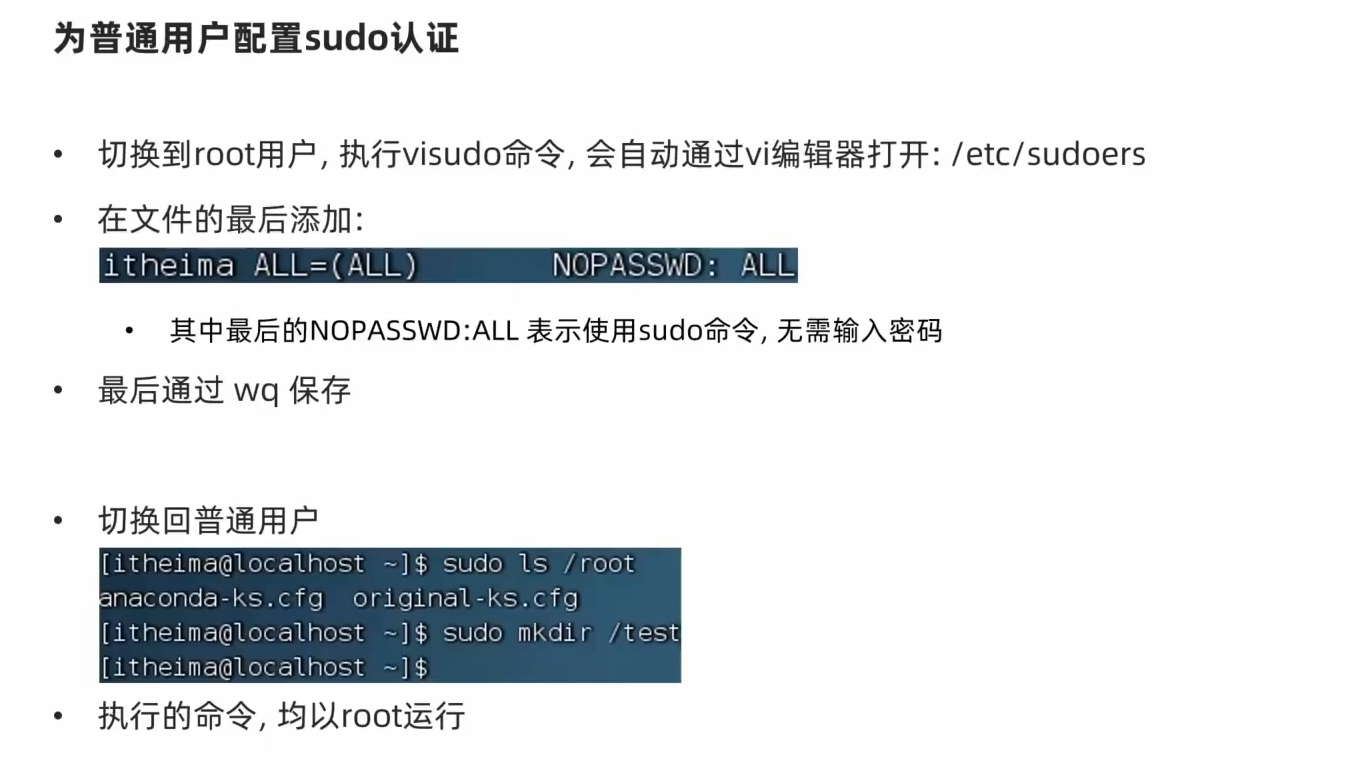 为普通用户配置sudo认证
• 切换到root用户, 执行visudo命令, 会自动通过vi编辑器打开: /etc/sudoers
• 在文件的最后添加:
itheima ALL=(ALL)       NOPASSWD: ALL
• 其中最后的NOPASSWD:ALL 表示使用sudo命令, 无需输入密码
• 最后通过 wq 保存
• 切换回普通用户
[itheima@localhost ~]$ sudo ls /root
anaconda-ks.cfg  original-ks.cfg
[itheima@localhost ~]$ sudo mkdir /test
[itheima@localhost ~]$
• 执行的命令, 均以root运行